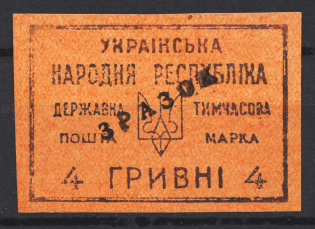 УКРАЇНСЬКА
НАРОДНЯ РЕСПУБЛІКА
ДЕРЖАВНА ТИМЧАСОВА
ПОШТА МАРКА
4 ГРИВНІ 4
ЗРАЗОК